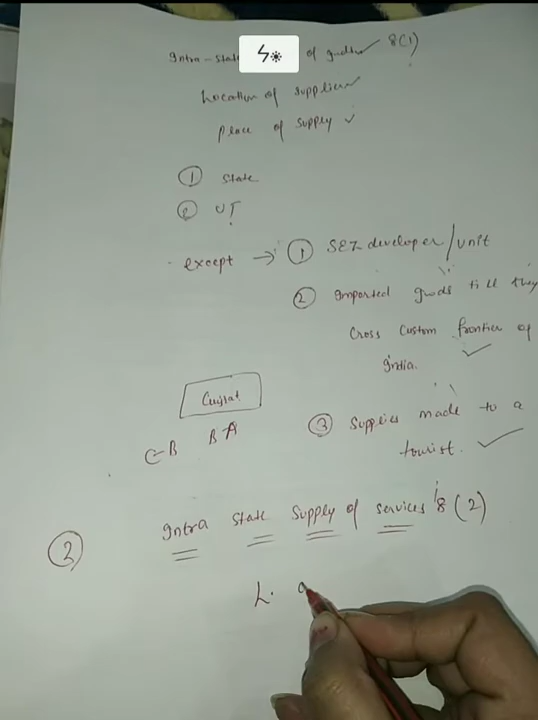 Intra-state of goods 8(1)
Location of supplier
Place of supply
① state
② UT
except → ① SEZ developer/unit
② Imported goods till they
cross custom frontier of
India.
Gujrat
③ Supplies made to a
tourist.
② Intra state supply of services 8(2)
L.